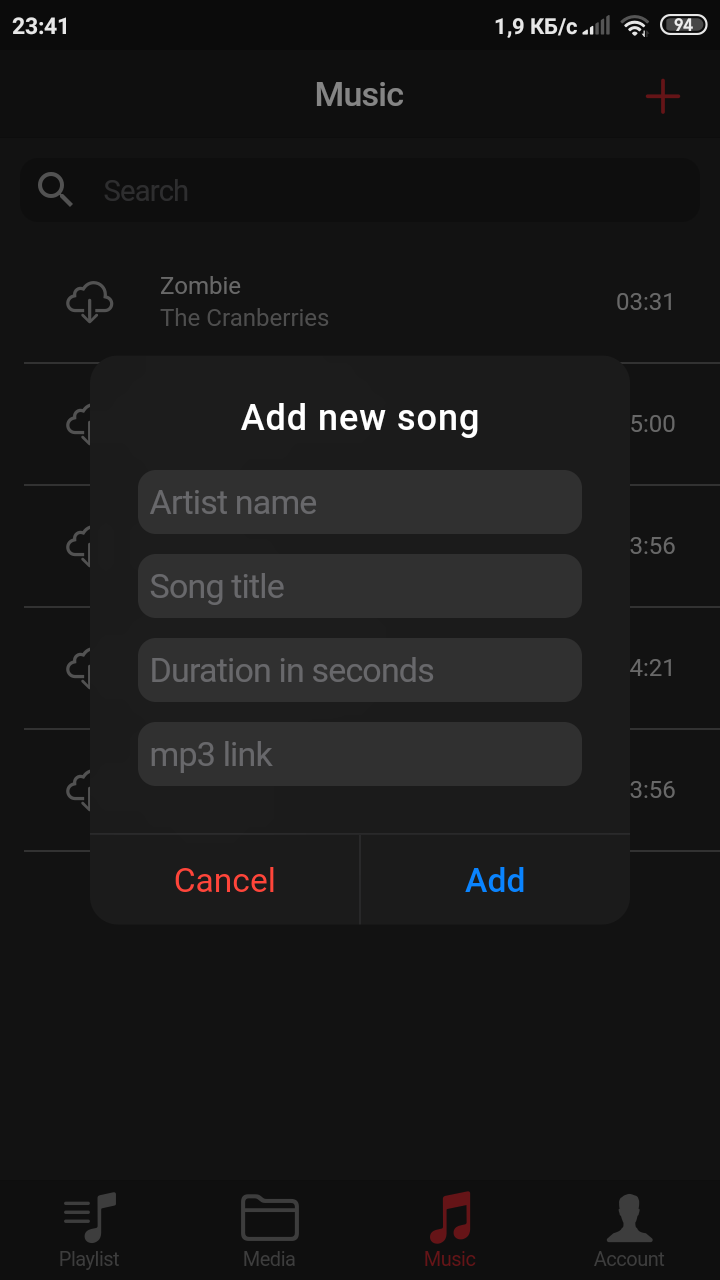 23:41
1,9 КБ/с
94
Music
Search
Zombie
The Cranberries
03:31
5:00
3:56
4:21
3:56
Add new song
Artist name
Song title
Duration in seconds
mp3 link
Cancel
Add
Playlist
Media
Music
Account